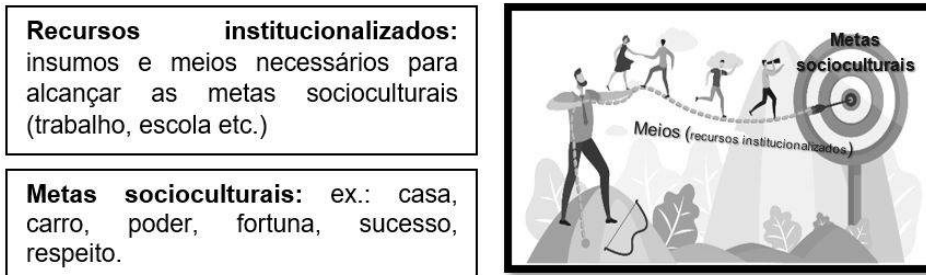 Recursos institucionalizados:
insumos e meios necessários para
alcançar as metas socioculturais
(trabalho, escola etc.)
Metas socioculturais: ex.: casa,
carro, poder, fortuna, sucesso,
respeito.
Metas
socioculturais
Meios (recursos institucionalizados)